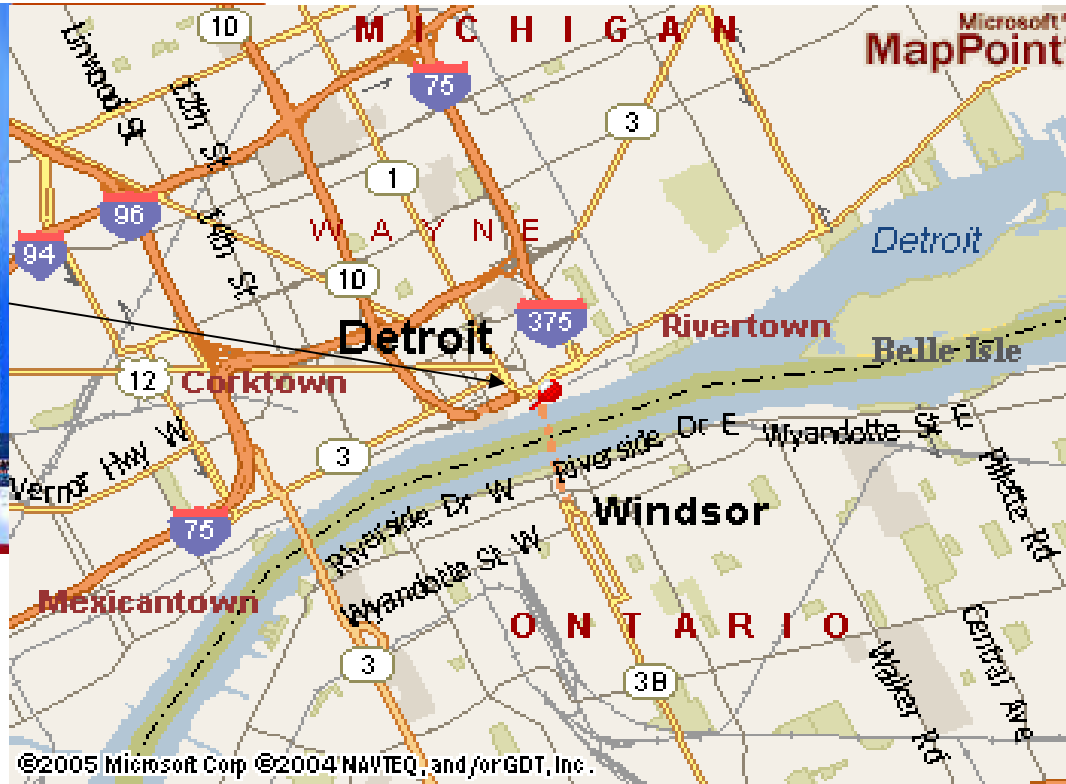 MICHIGAN
Microsoft®
MapPoint®
10
75
3
Linwood St
12th St
1
96
14th St
WAYNE
94
10
Detroit
375
Detroit
Rivertown
Belle Isle
12
Corktown
3
Riverside Dr E
Wyandotte St E
Vernor Hwy W
Pillette Rd
75
Riverside Dr W
Windsor
Wyandotte St W
Mexicantown
ONTARIO
Central Ave
3
3B
Walker Rd
©2005 Microsoft Corp ©2004 NAVTEQ, and/or GDT, Inc.